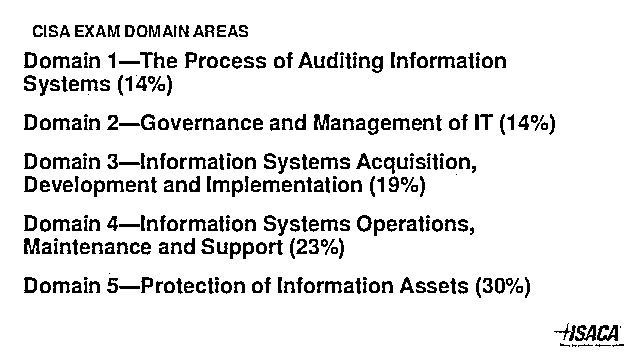 CISA EXAM DOMAIN AREAS
Domain 1—The Process of Auditing Information
Systems (14%)
Domain 2—Governance and Management of IT (14%)
Domain 3—Information Systems Acquisition,
Development and Implementation (19%)
Domain 4—Information Systems Operations,
Maintenance and Support (23%)
Domain 5—Protection of Information Assets (30%)
ISACA